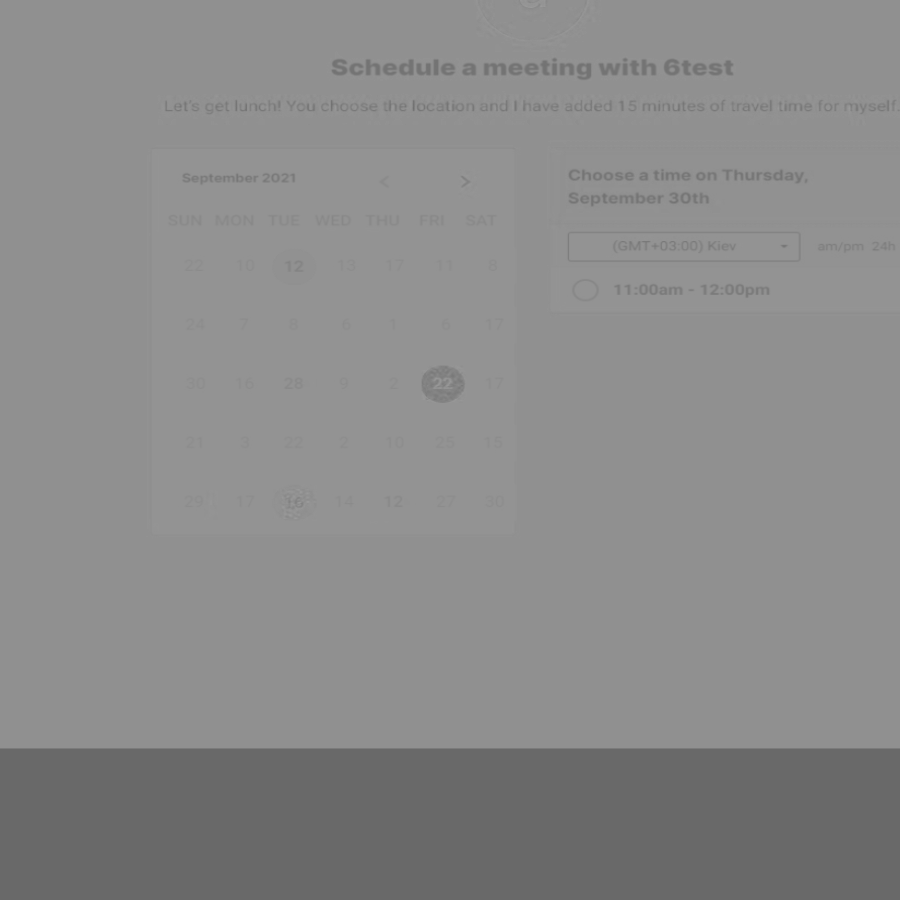 Schedule a meeting with 6test
Let's get lunch! You choose the location and I have added 15 minutes of travel time for myself.
September 2021 < >
SUN MON TUE WED THU FRI SAT
22 10 12 13 17 11 8
24 7 8 6 1 6 17
30 16 28 9 2 22 17
21 3 22 2 10 25 15
29 17 16 14 12 27 30
Choose a time on Thursday,
September 30th
(GMT+03:00) Kiev am/pm 24h
11:00am - 12:00pm